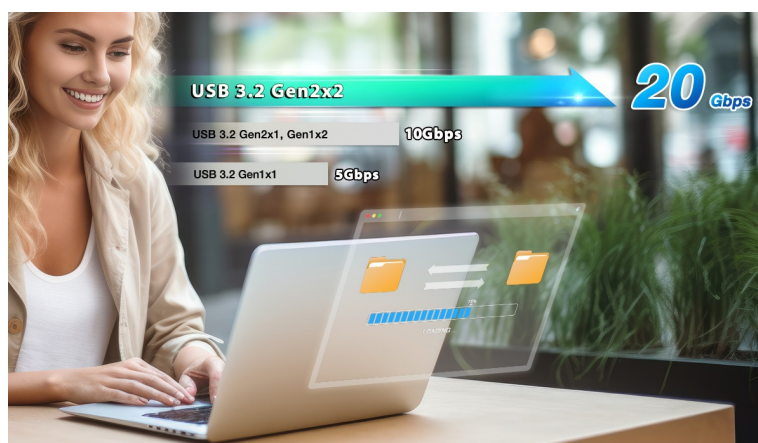 USB 3.2 Gen2x2 20 Gbps
USB 3.2 Gen2x1, Gen1x2 10Gbps
USB 3.2 Gen1x1 5Gbps